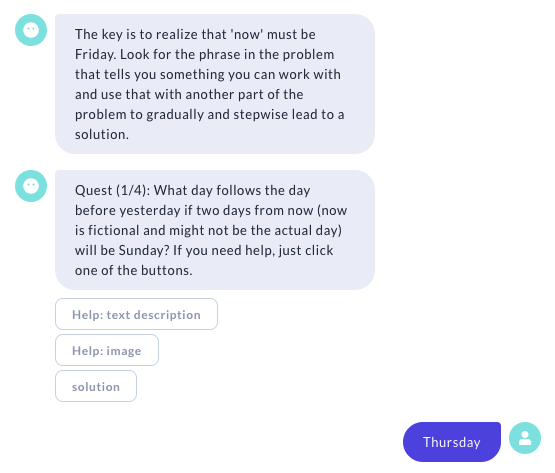 The key is to realize that 'now' must be
Friday. Look for the phrase in the problem
that tells you something you can work with
and use that with another part of the
problem to gradually and stepwise lead to a
solution.
Quest (1/4): What day follows the day
before yesterday if two days from now (now
is fictional and might not be the actual day)
will be Sunday? If you need help, just click
one of the buttons.
Help: text description
Help: image
solution
Thursday